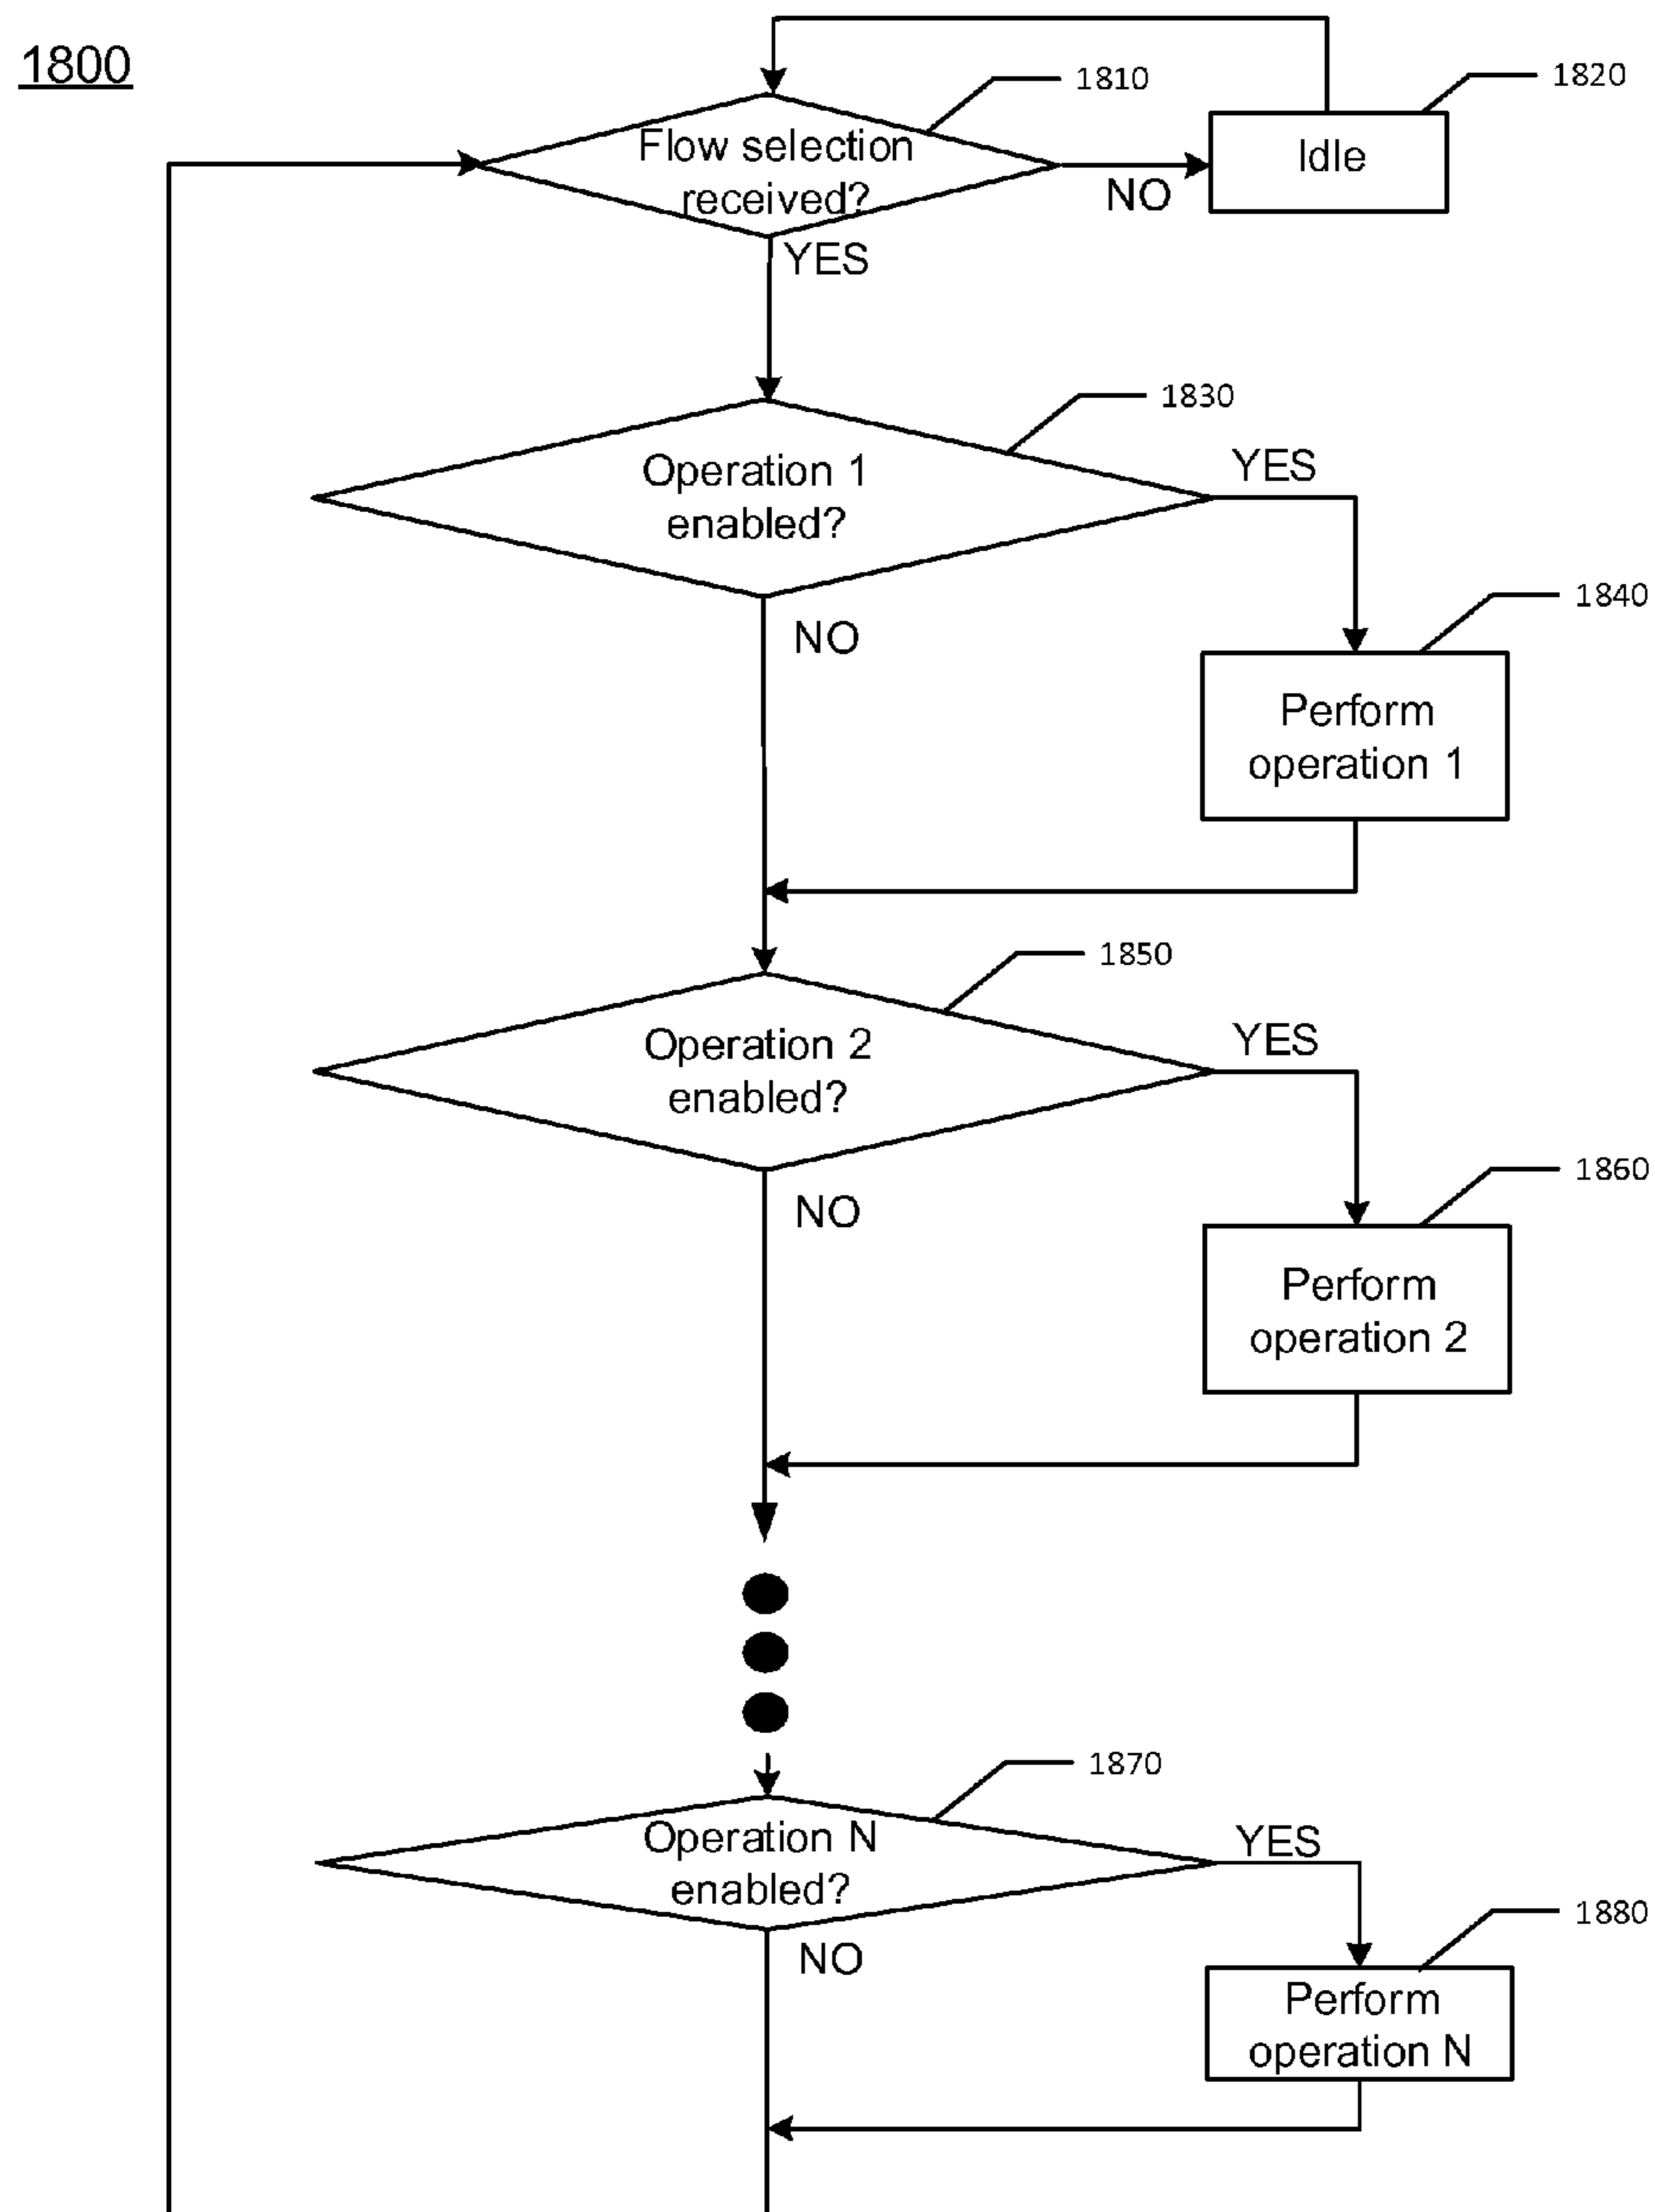 1800
1810
1820
Flow selection
received?
Idle
NO
YES
1830
Operation 1
enabled?
YES
1840
NO
Perform
operation 1
1850
Operation 2
enabled?
YES
1860
NO
Perform
operation 2
1870
Operation N
enabled?
YES
1880
NO
Perform
operation N